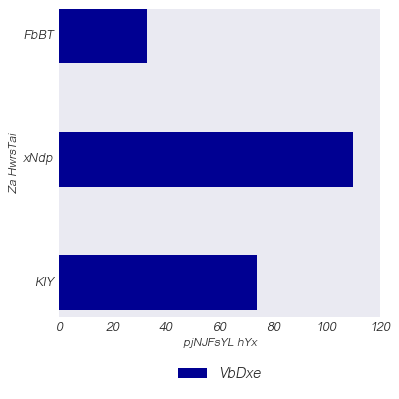 FbBT
xNdp
KIY
Za HwrsTai
0 20 40 60 80 100 120
pjNJFsYL hYx
VbDxe